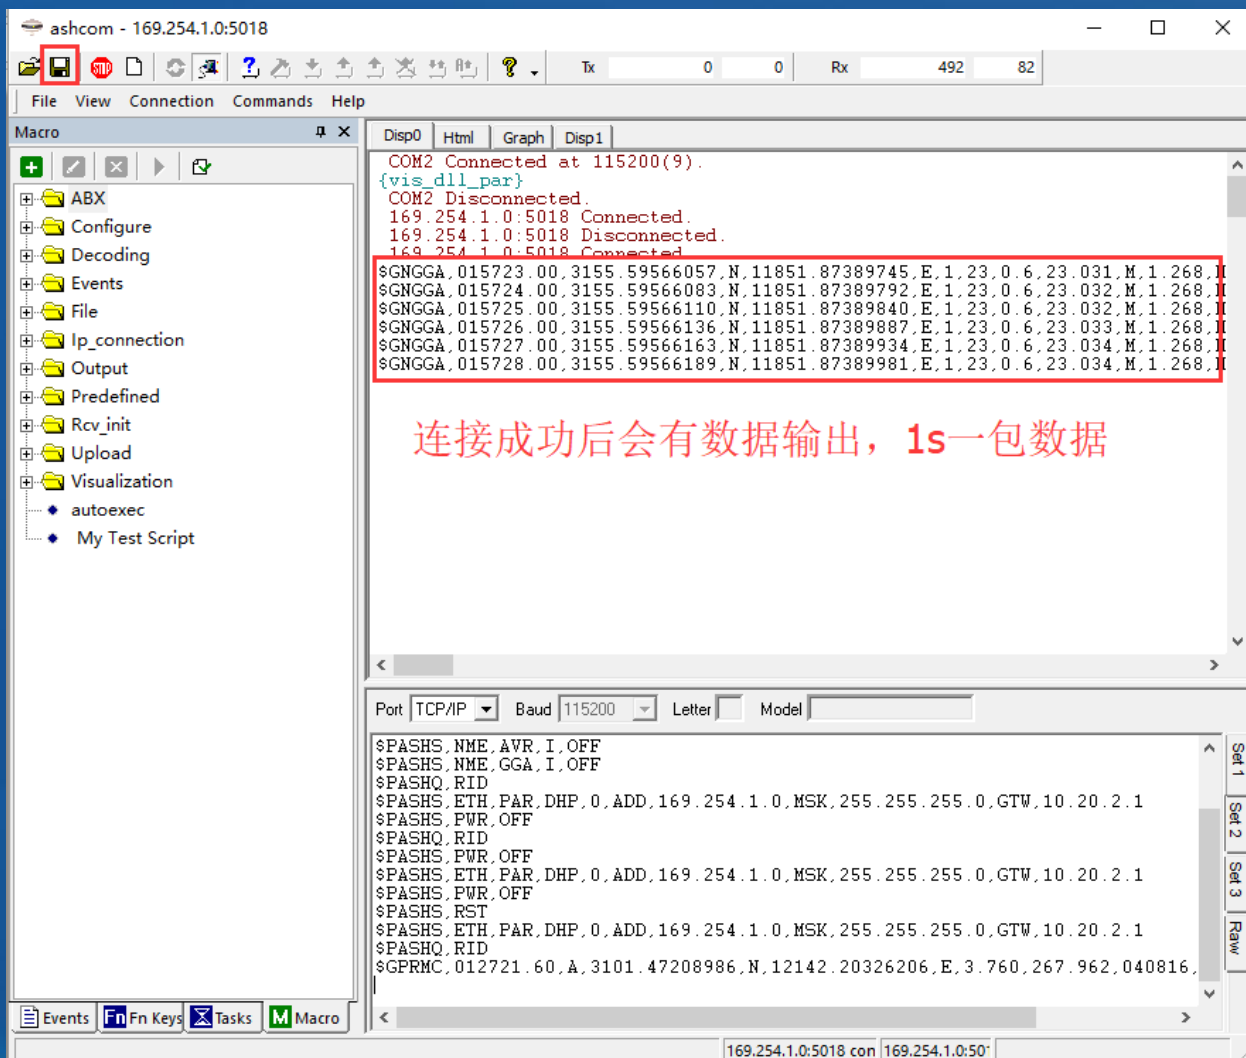 ashcom - 169.254.1.0:5018
STOP Tx 0 0 Rx 492 82
File View Connection Commands Help
Macro
Disp0 Html Graph Disp1
ABX
Configure
Decoding
Events
File
Ip_connection
Output
Predefined
Rcv_init
Upload
Visualization
autoexec
My Test Script
COM2 Connected at 115200(9).
{vis_dll_par}
COM2 Disconnected.
169.254.1.0:5018 Connected.
169.254.1.0:5018 Disconnected.
169.254.1.0:5018 Connected
$GNGGA,015723.00,3155.59566057,N,11851.87389745,E,1,23,0.6,23.031,M,1.268,
$GNGGA,015724.00,3155.59566083,N,11851.87389792,E,1,23,0.6,23.032,M,1.268,
$GNGGA,015725.00,3155.59566110,N,11851.87389840,E,1,23,0.6,23.032,M,1.268,
$GNGGA,015726.00,3155.59566136,N,11851.87389887,E,1,23,0.6,23.033,M,1.268,
$GNGGA,015727.00,3155.59566163,N,11851.87389934,E,1,23,0.6,23.034,M,1.268,
$GNGGA,015728.00,3155.59566189,N,11851.87389981,E,1,23,0.6,23.034,M,1.268,
连接成功后会有数据输出，1s一包数据
Port TCP/IP Baud 115200 Letter Model
$PASHS,NME,AVR,I,OFF
$PASHS,NME,GGA,I,OFF
$PASHQ,RID
$PASHS,ETH,PAR,DHP,0,ADD,169.254.1.0,MSK,255.255.255.0,GTW,10.20.2.1
$PASHS,PWR,OFF
$PASHQ,RID
$PASHS,PWR,OFF
$PASHS,ETH,PAR,DHP,0,ADD,169.254.1.0,MSK,255.255.255.0,GTW,10.20.2.1
$PASHS,PWR,OFF
$PASHS,RST
$PASHS,ETH,PAR,DHP,0,ADD,169.254.1.0,MSK,255.255.255.0,GTW,10.20.2.1
$PASHQ,RID
$GPRMC,012721.60,A,3101.47208986,N,12142.20326206,E,3.760,267.962,040816,
Set 1
Set 2
Set 3
Raw
Events Fn Fn Keys Tasks M Macro
169.254.1.0:5018 con 169.254.1.0:50